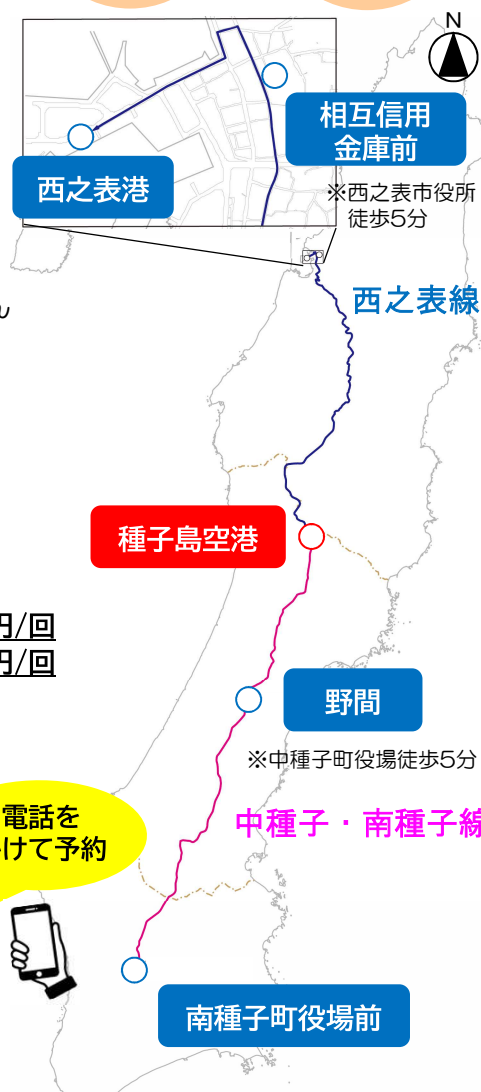 N
相互信用
金庫前
西之表港
※西之表市役所
徒歩5分
西之表線
種子島空港
円/回
円/回
野間
※中種子町役場徒歩5分
電話を
けて予約
中種子・南種子線
南種子町役場前